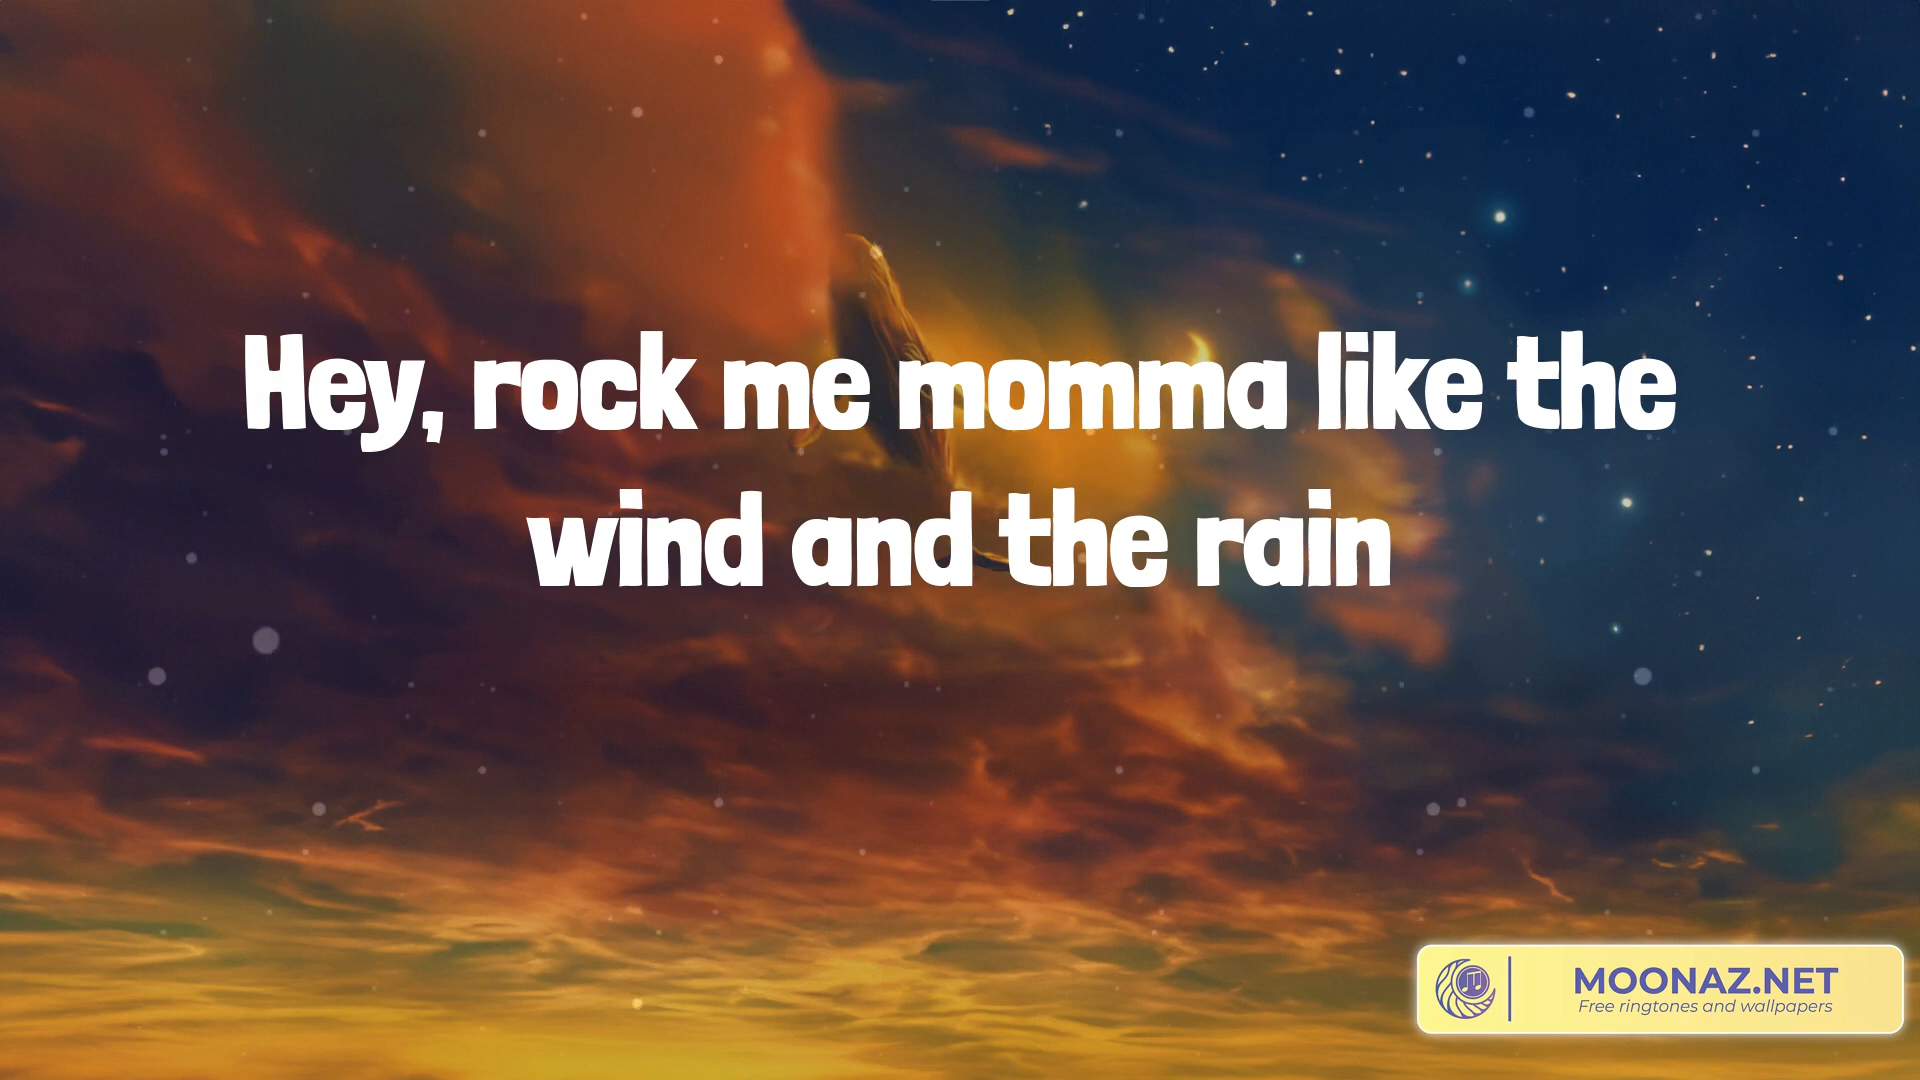 Hey, rock me momma like the
wind and the rain
MOONAZ.NET
Free ringtones and wallpapers